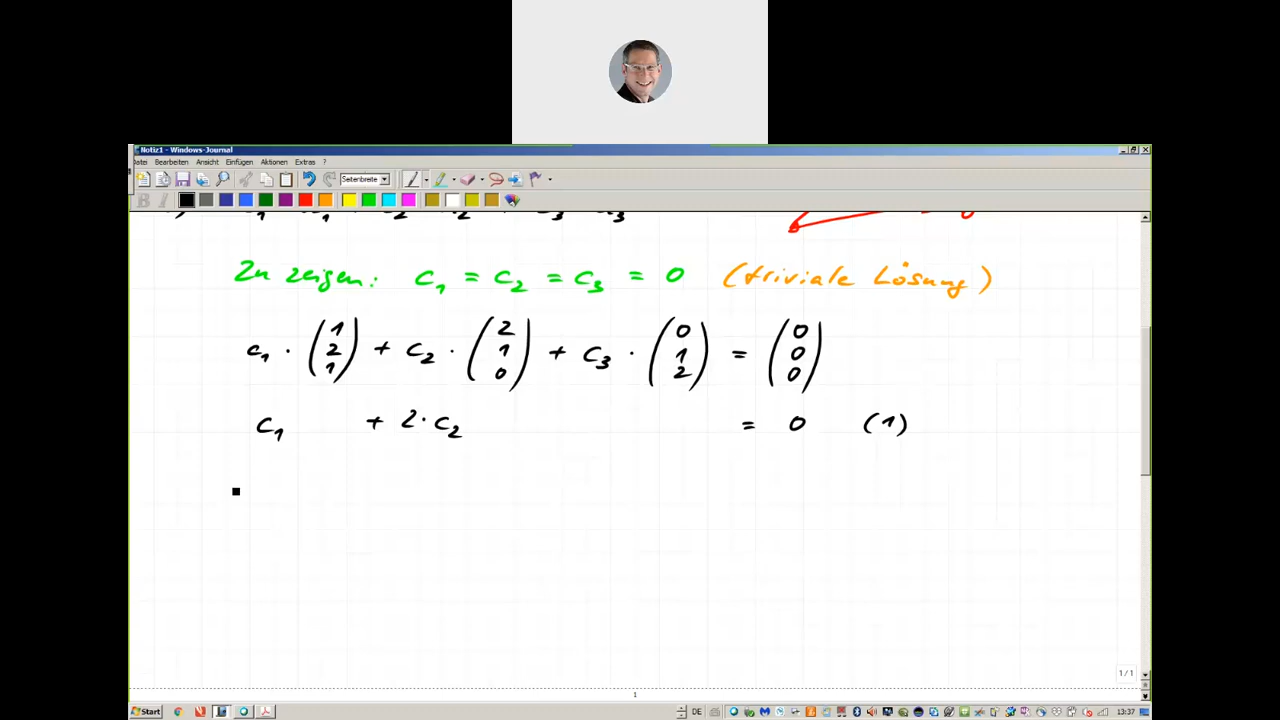 Notiz1 - Windows-Journal
Datei Bearbeiten Ansicht Einfügen Aktionen Extras ?
Seitenbreite
Zu zeigen: c₁ = c₂ = c₃ = 0 (triviale Lösung)
c₁ · (1 2 1) + c₂ · (2 1 0) + c₃ · (0 1 2) = (0 0 0)
c₁ + 2 · c₂ = 0 (1)
1/1
1
Start DE 13:37